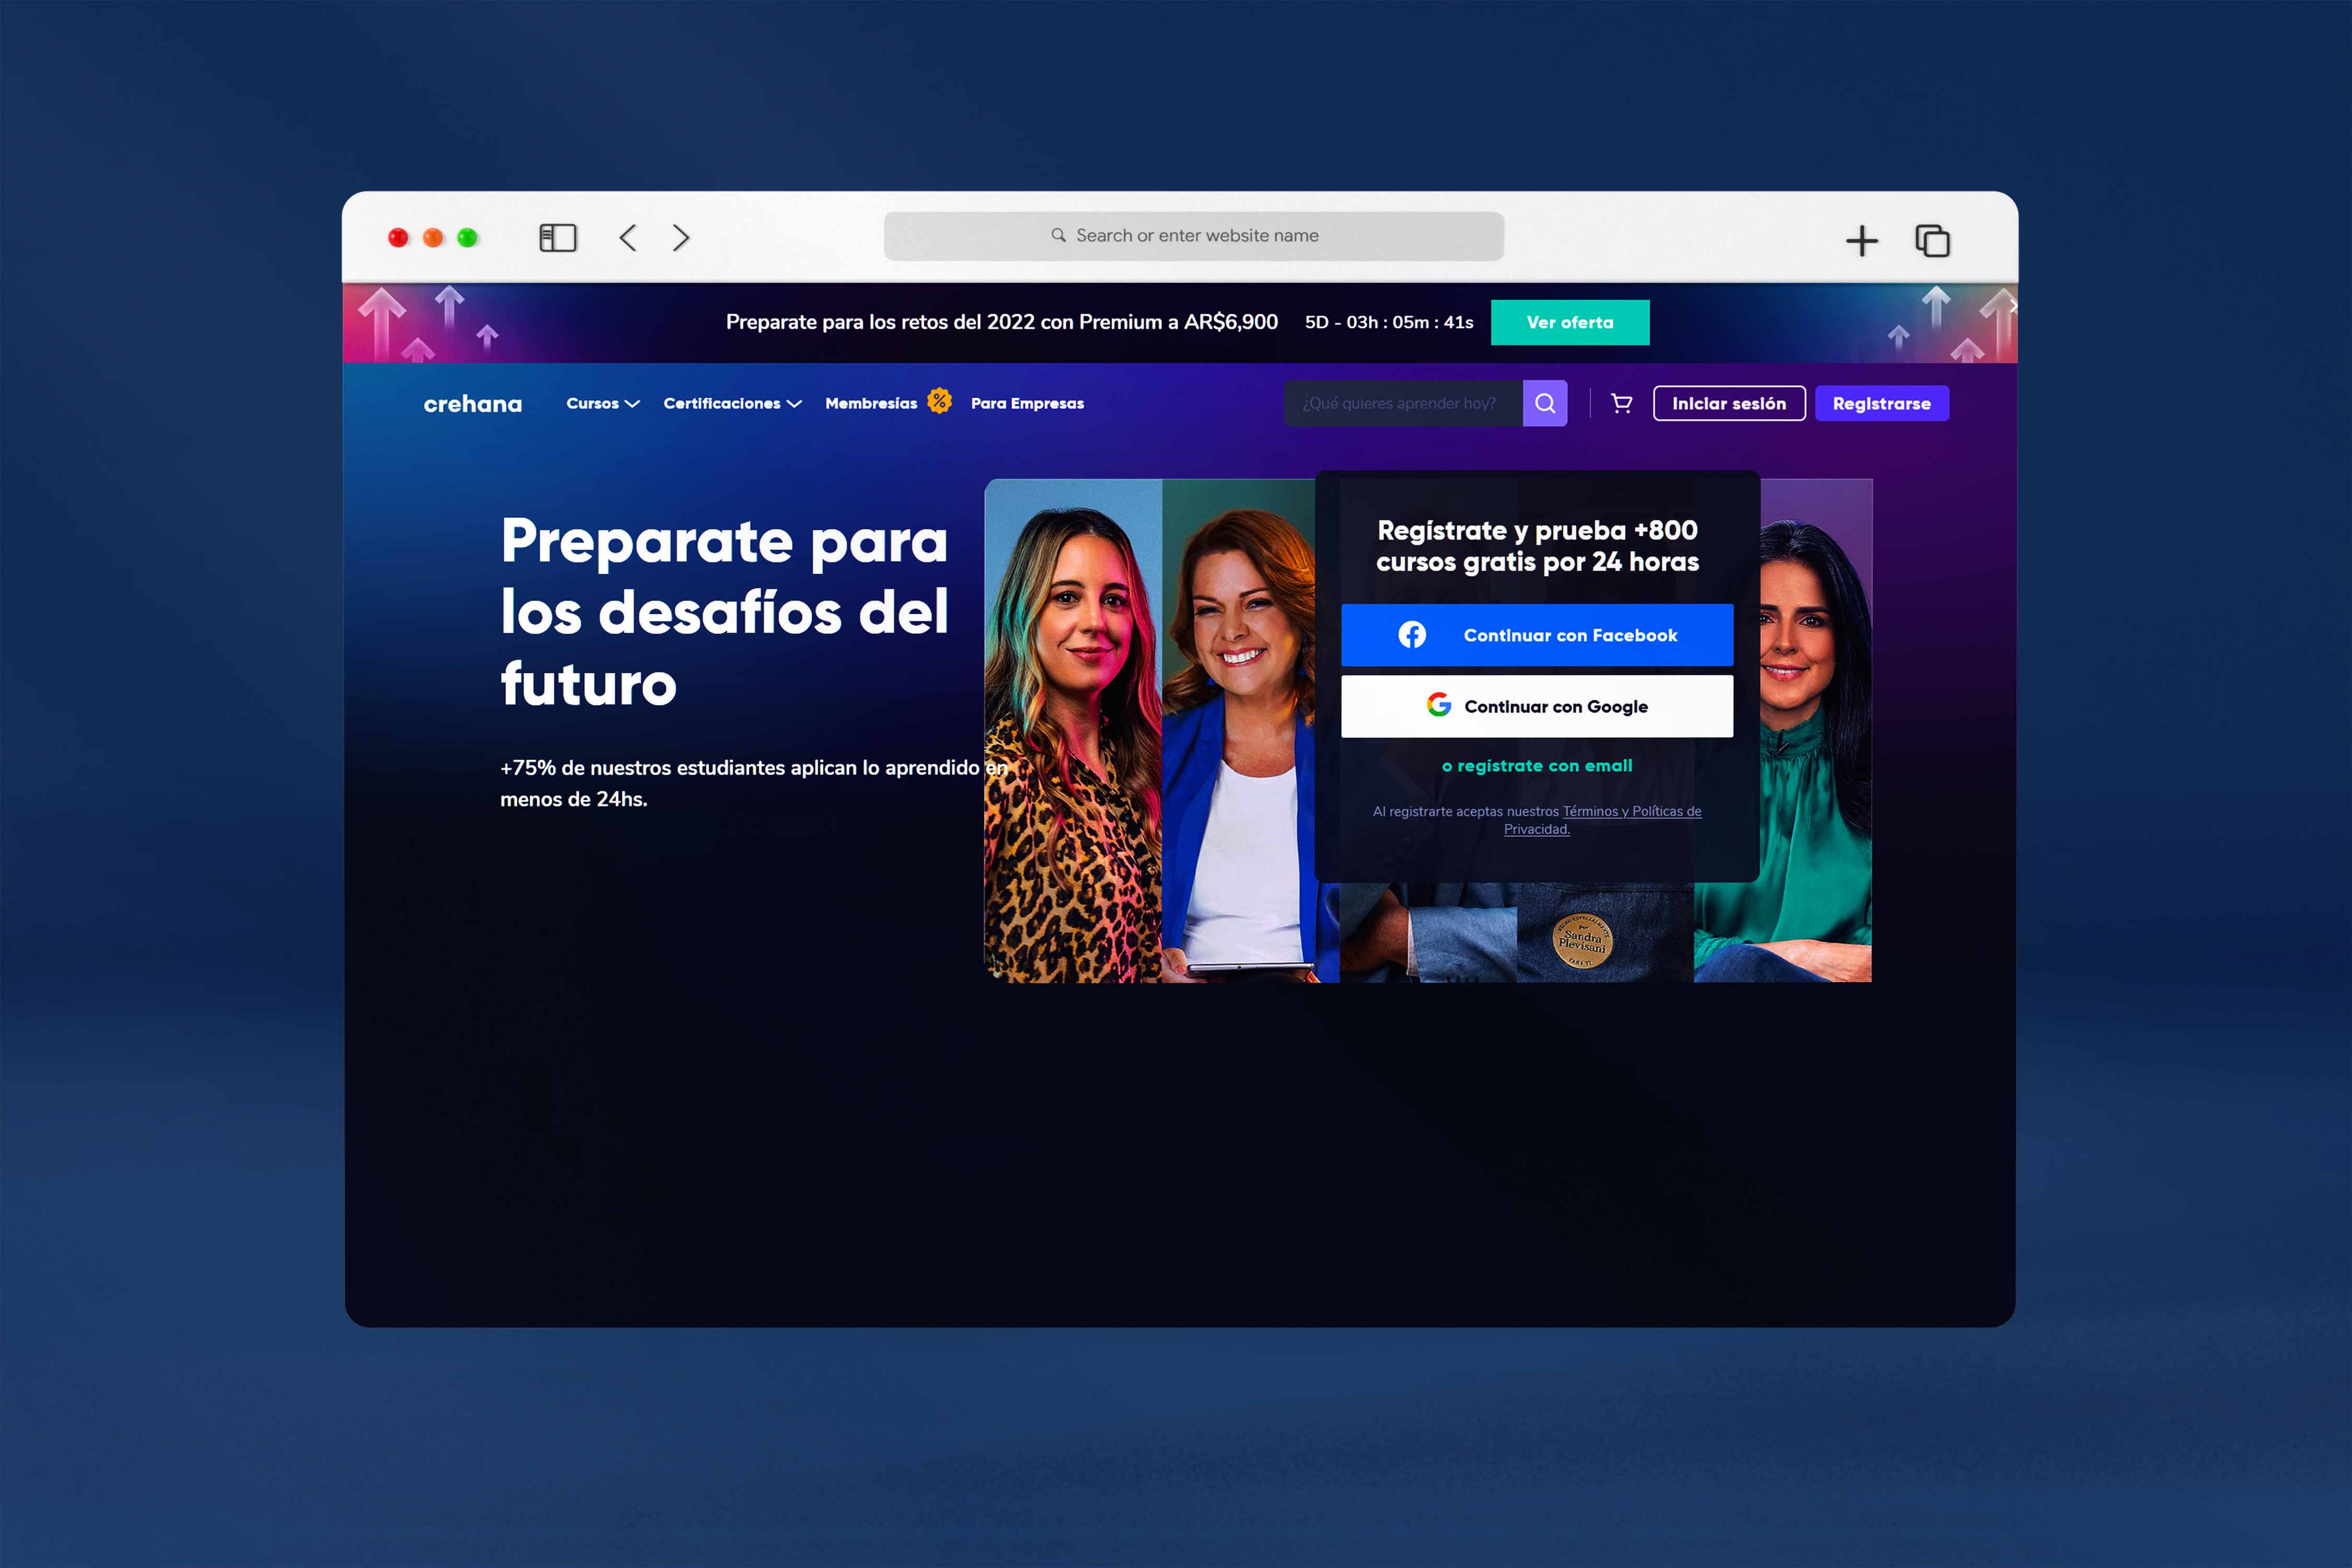 Search or enter website name
Preparate para los retos del 2022 con Premium a AR$6,900 5D - 03h : 05m : 41s Ver oferta
crehana Cursos Certificaciones Membresías % Para Empresas ¿Qué quieres aprender hoy? Iniciar sesión Registrarse
Preparate para
los desafíos del
futuro
+75% de nuestros estudiantes aplican lo aprendido en
menos de 24hs.
Regístrate y prueba +800
cursos gratis por 24 horas
Continuar con Facebook
Continuar con Google
o regístrate con email
Al registrarte aceptas nuestros Términos y Políticas de
Privacidad.
Sandra
Plevisani
PARA TI